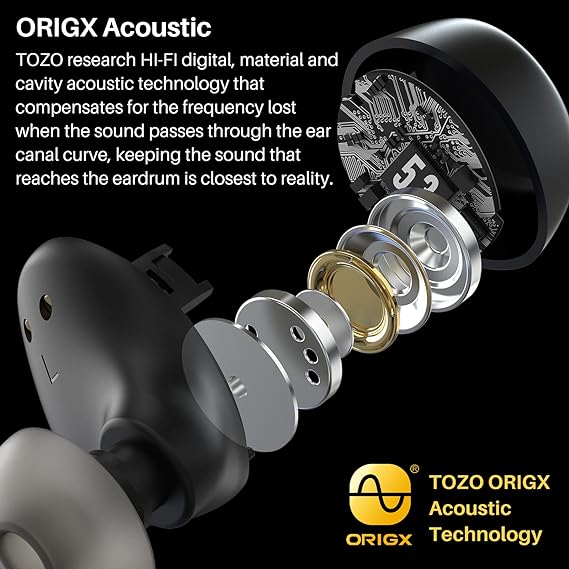 ORIGX Acoustic
TOZO research HI-FI digital, material and
cavity acoustic technology that
compensates for the frequency lost
when the sound passes through the ear
canal curve, keeping the sound that
reaches the eardrum is closest to reality.
L
®
ORIGX
TOZO ORIGX
Acoustic
Technology